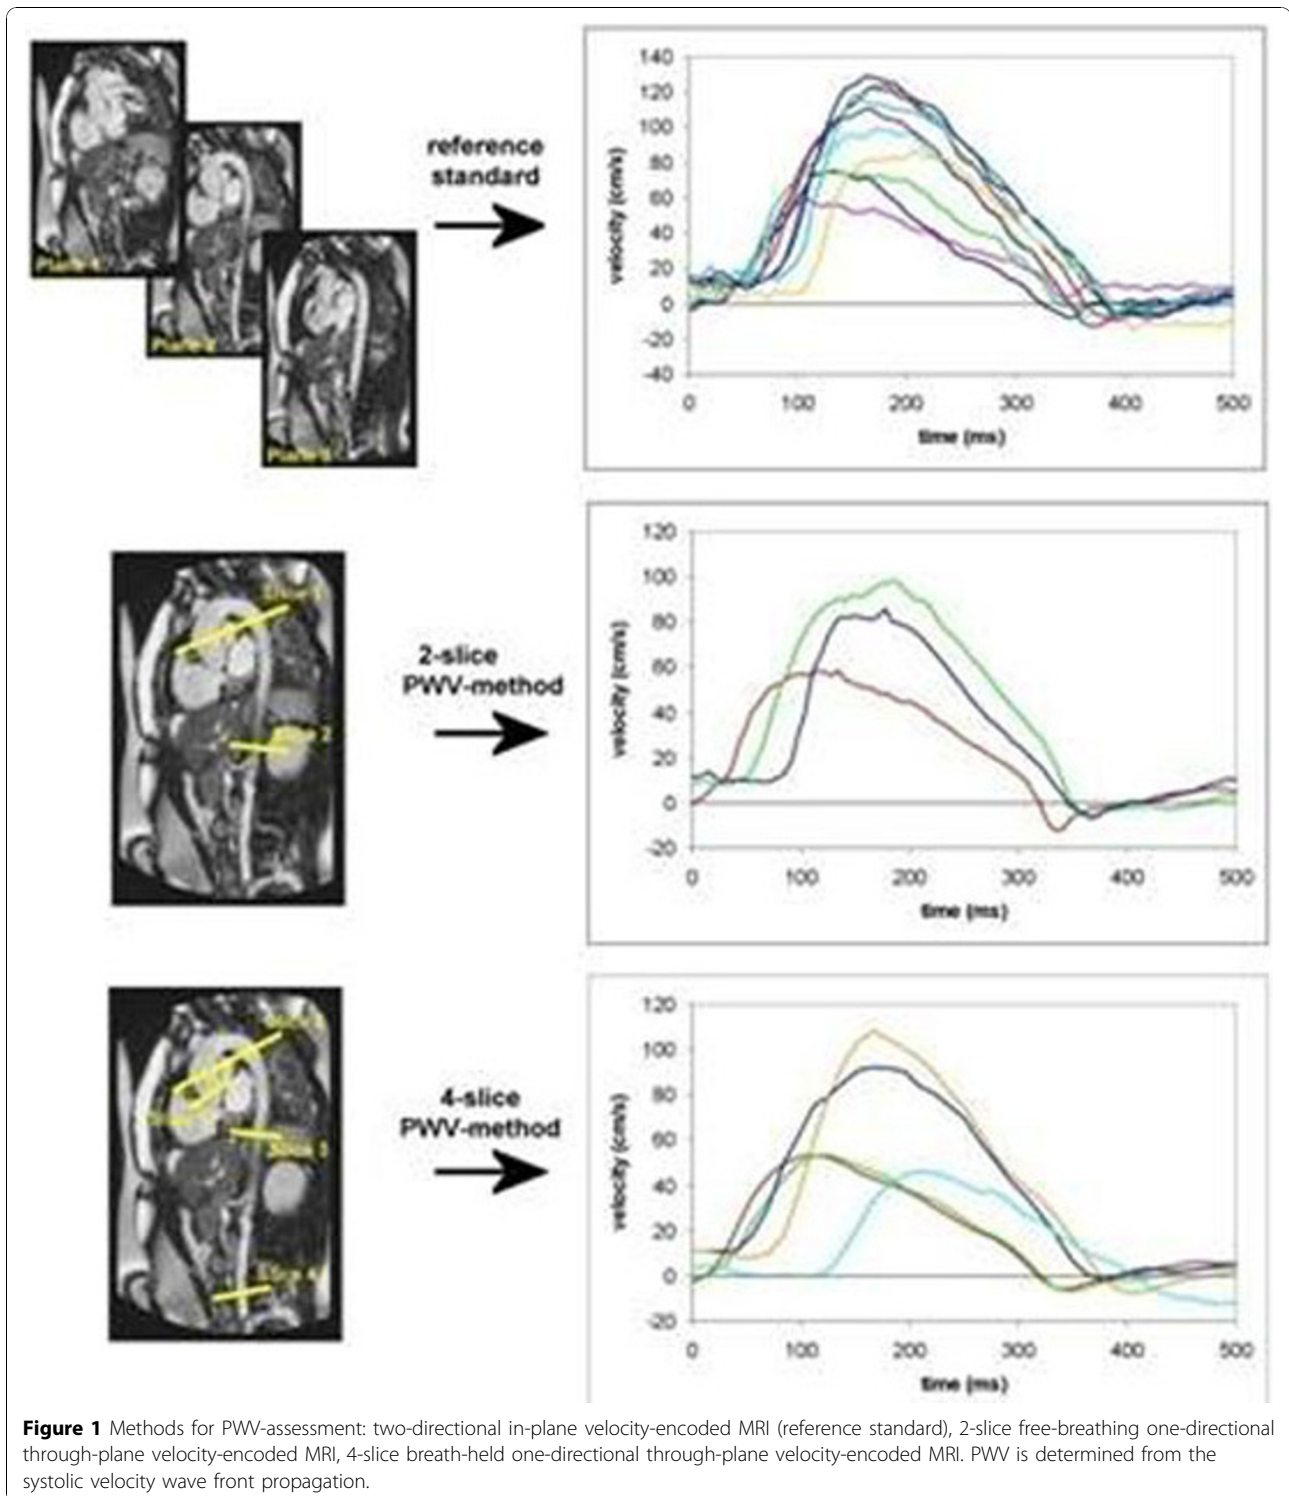 Plane-2
reference
standard
140
120
100
80
60
40
20
0
-20
-40
velocity (cm/s)
0 100 200 300 400 500
time (ms)
Slice 1
Slice 2
2-slice
PWV-method
120
100
80
60
40
20
0
-20
velocity (cm/s)
0 100 200 300 400 500
time (ms)
Slice 3
Slice 4
4-slice
PWV-method
120
100
80
60
40
20
0
-20
velocity (cm/s)
0 100 200 300 400 500
time (ms)
Figure 1 Methods for PWV-assessment: two-directional in-plane velocity-encoded MRI (reference standard), 2-slice free-breathing one-directional
through-plane velocity-encoded MRI, 4-slice breath-held one-directional through-plane velocity-encoded MRI. PWV is determined from the
systolic velocity wave front propagation.